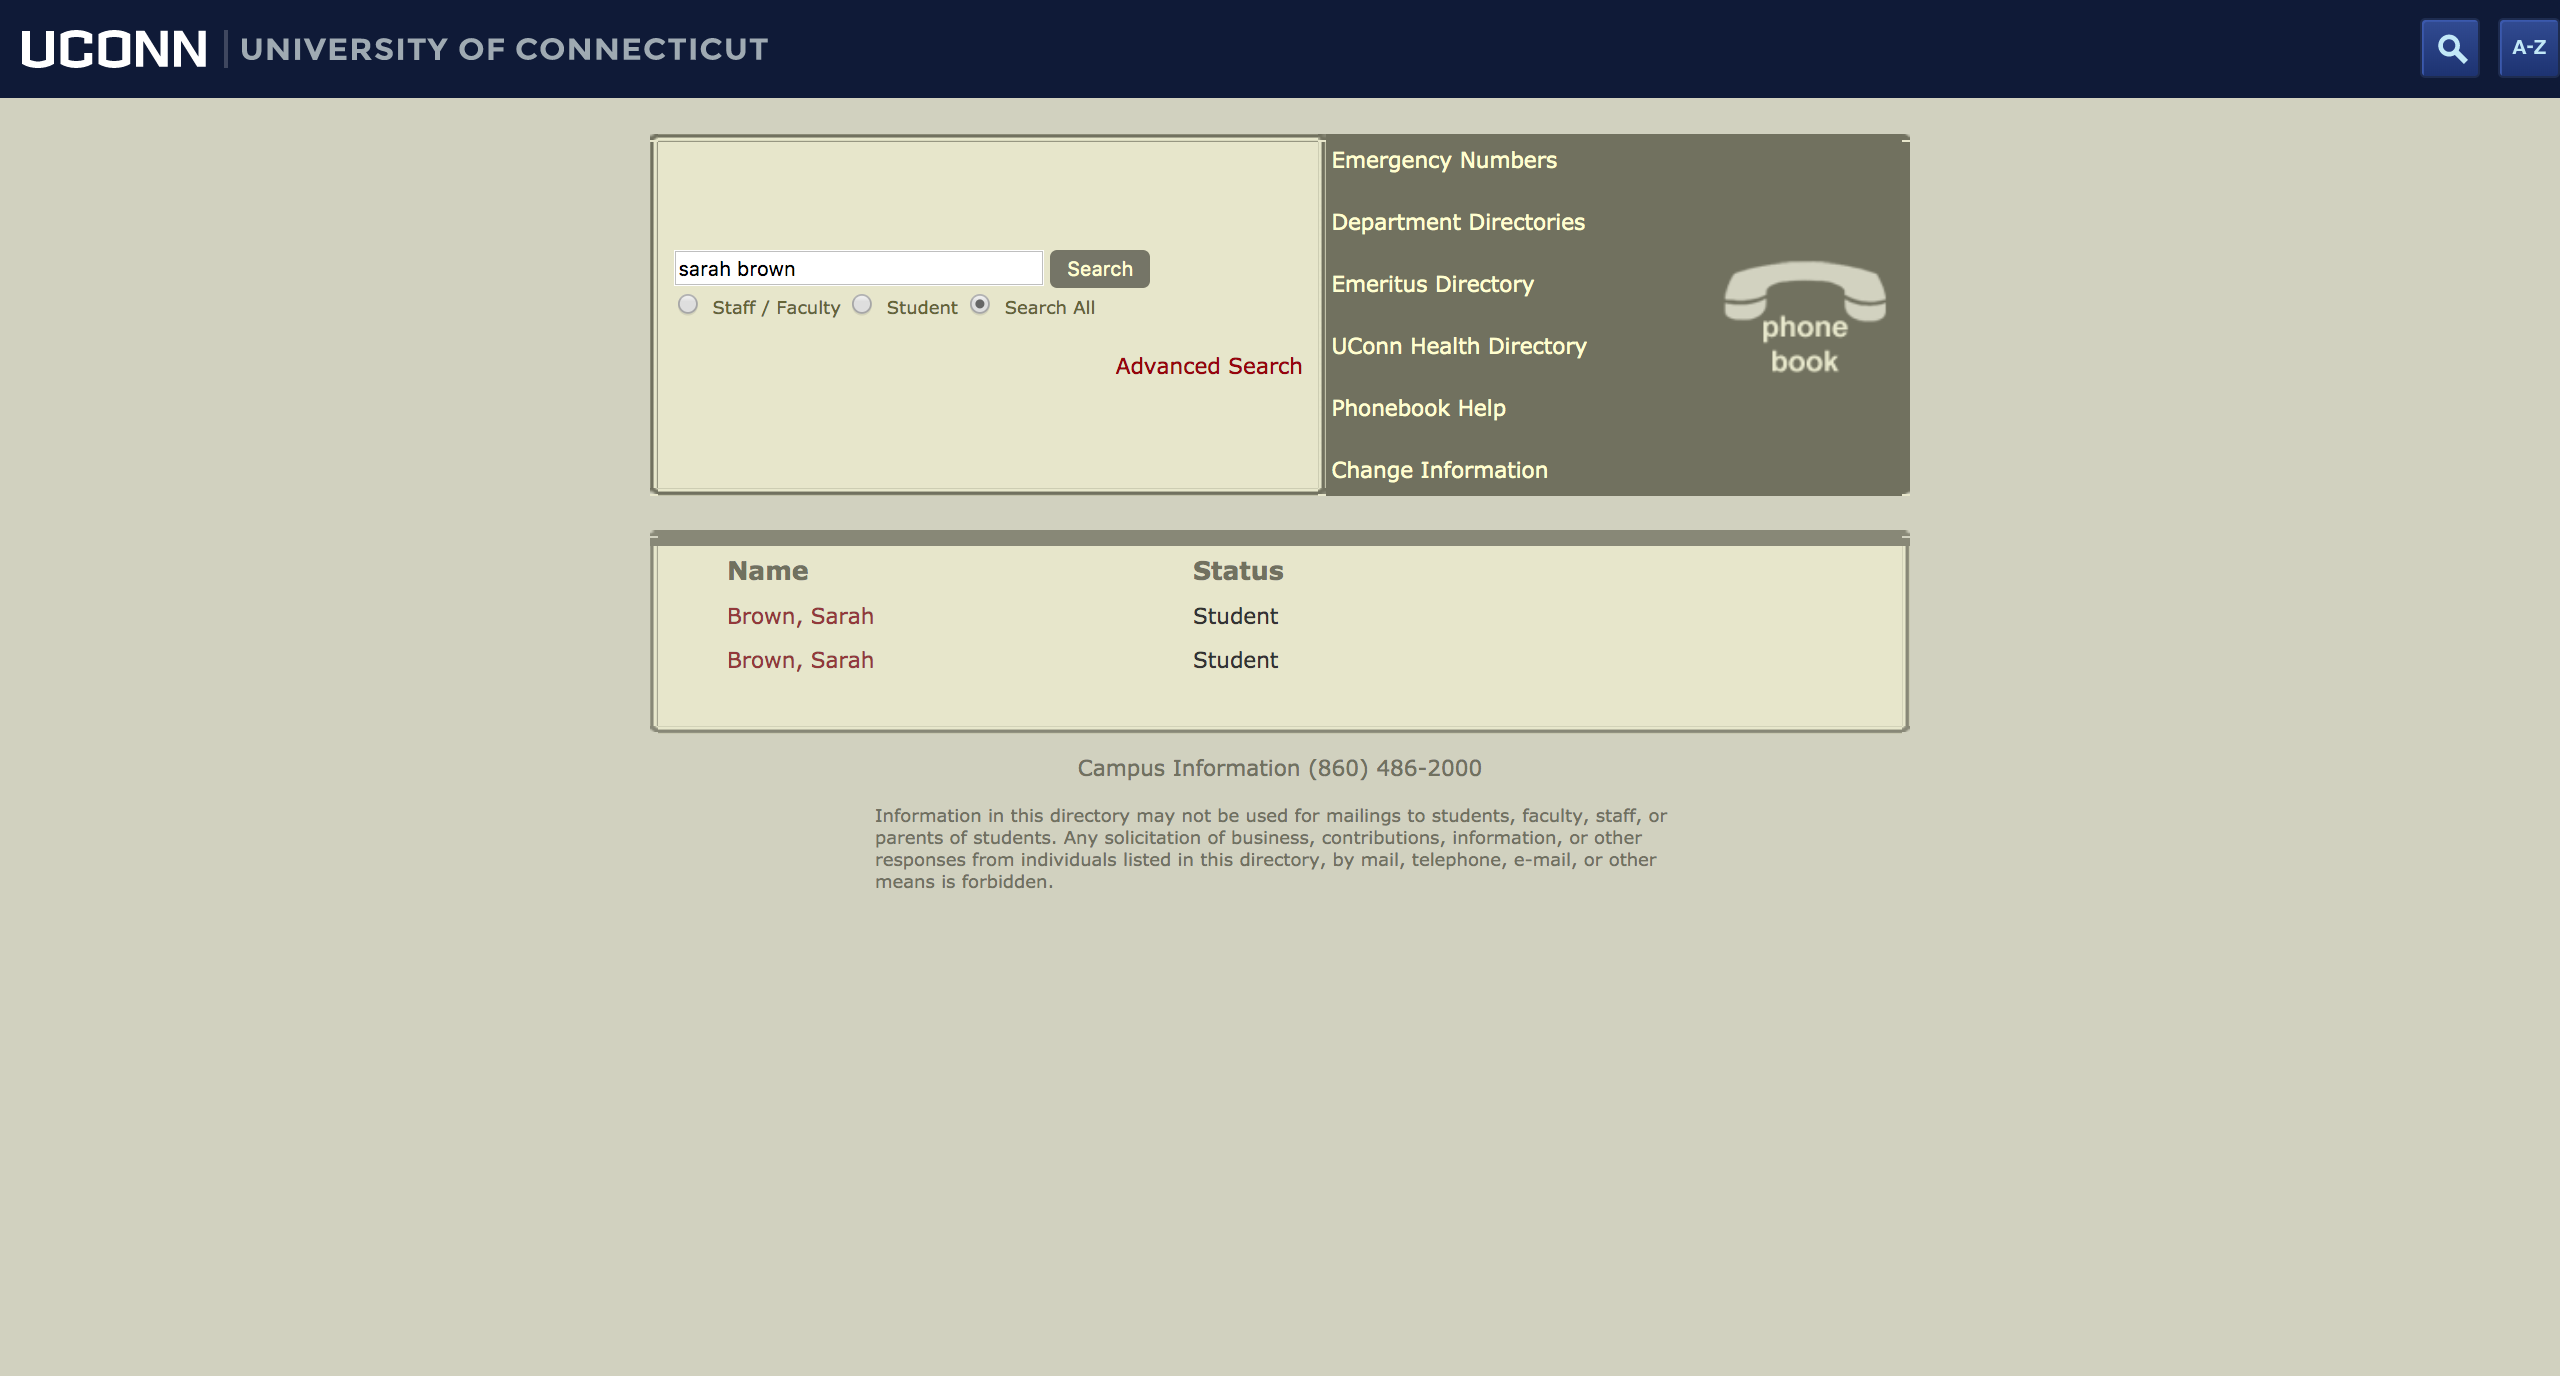 UCONN | UNIVERSITY OF CONNECTICUT
A-Z
sarah brown
Search
Staff / Faculty Student Search All
Advanced Search
Emergency Numbers
Department Directories
Emeritus Directory
UConn Health Directory
Phonebook Help
Change Information
phone
book
Name Status
Brown, Sarah Student
Brown, Sarah Student
Campus Information (860) 486-2000
Information in this directory may not be used for mailings to students, faculty, staff, or
parents of students. Any solicitation of business, contributions, information, or other
responses from individuals listed in this directory, by mail, telephone, e-mail, or other
means is forbidden.